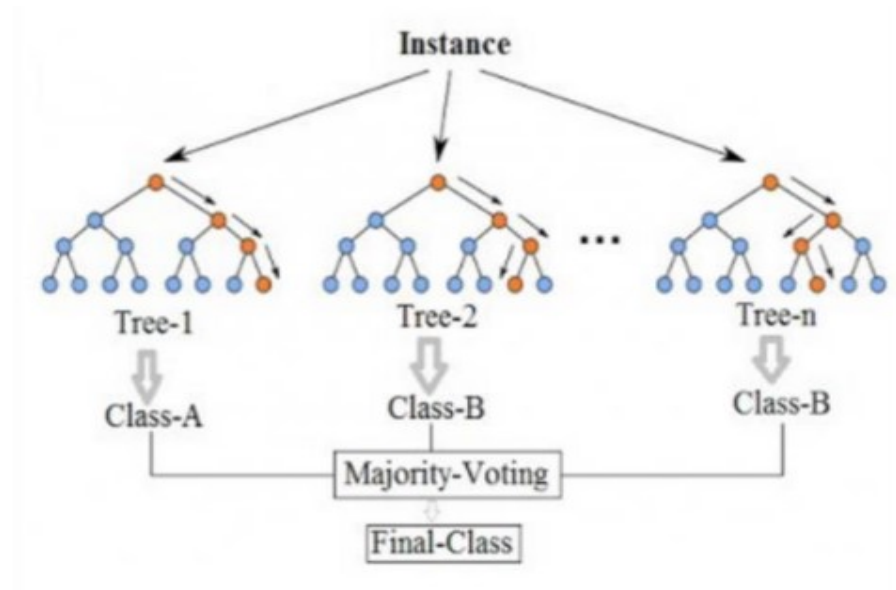 Instance
...
Tree-1
Tree-2
Tree-n
Class-A
Class-B
Class-B
Majority-Voting
Final-Class